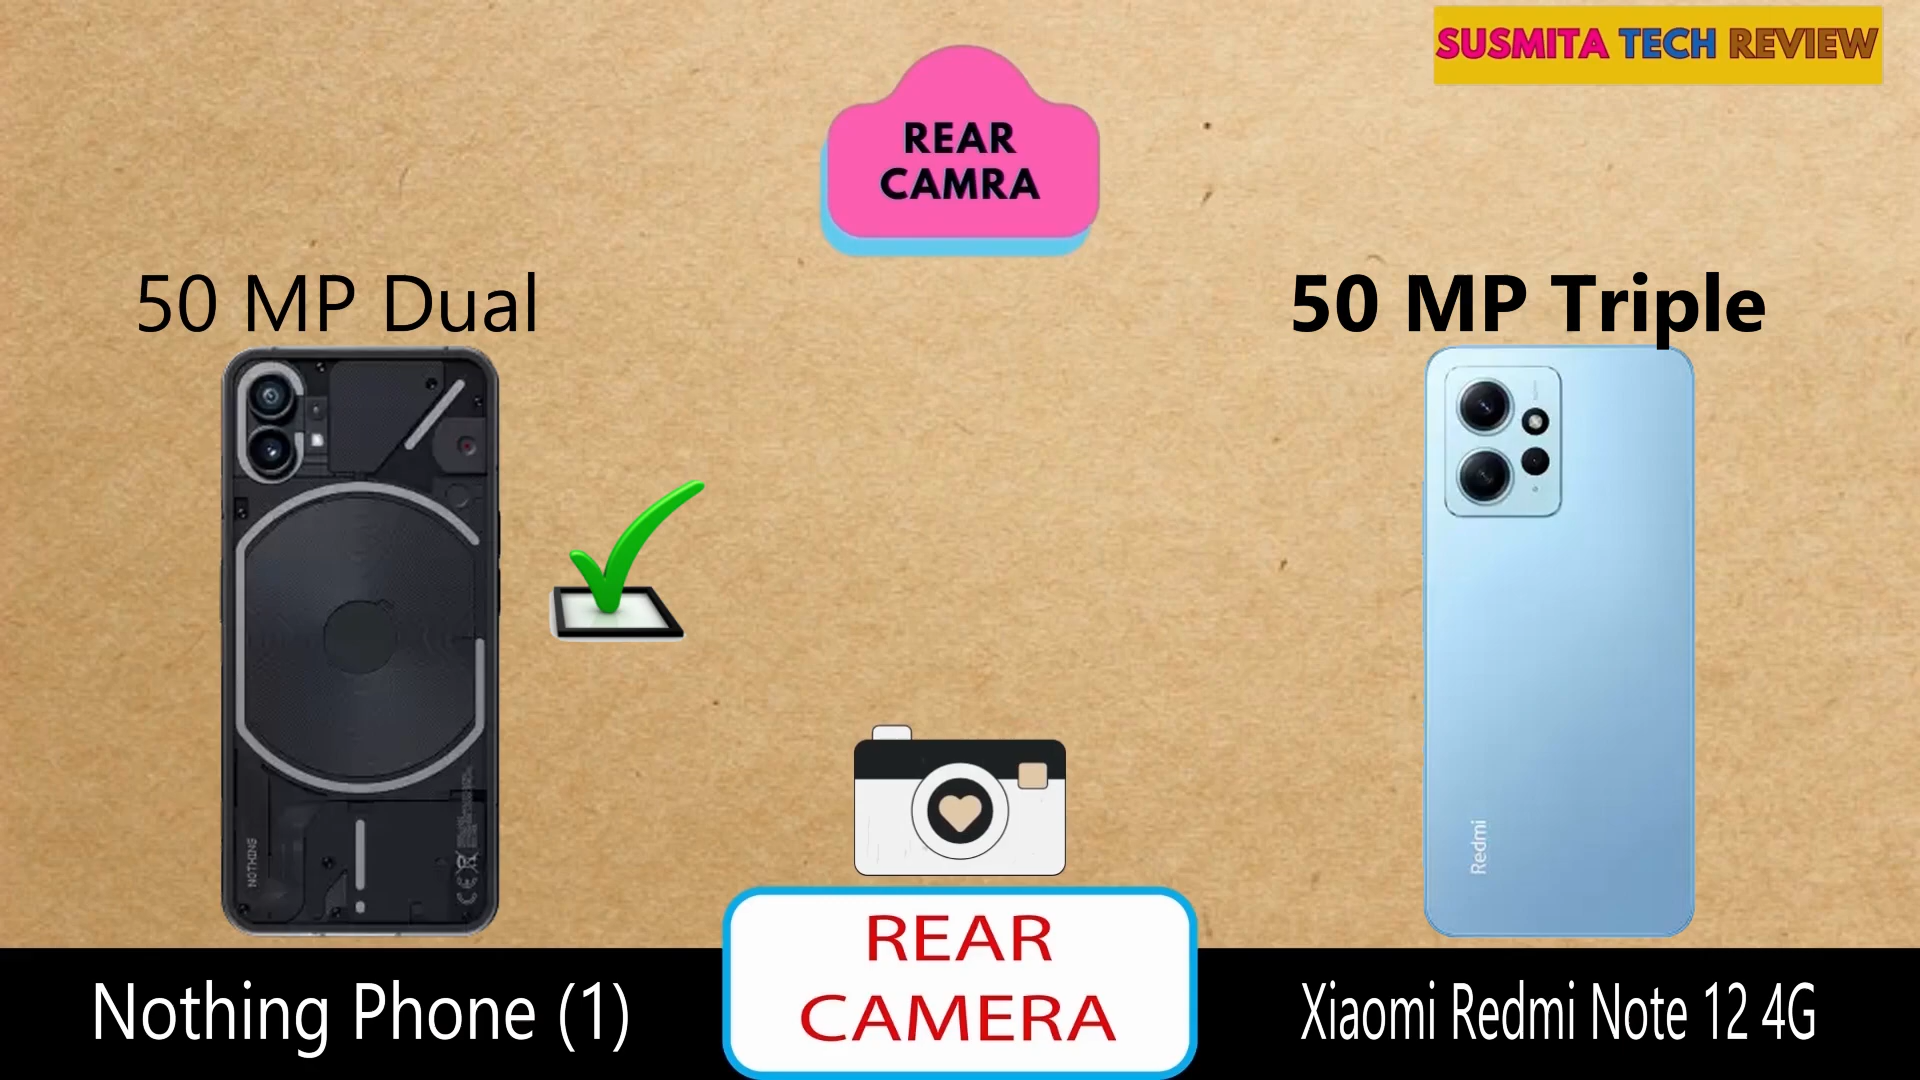 SUSMITA TECH REVIEW
REAR
CAMRA
50 MP Dual
50 MP Triple
NOTHING
Redmi
REAR
CAMERA
Nothing Phone (1)
Xiaomi Redmi Note 12 4G